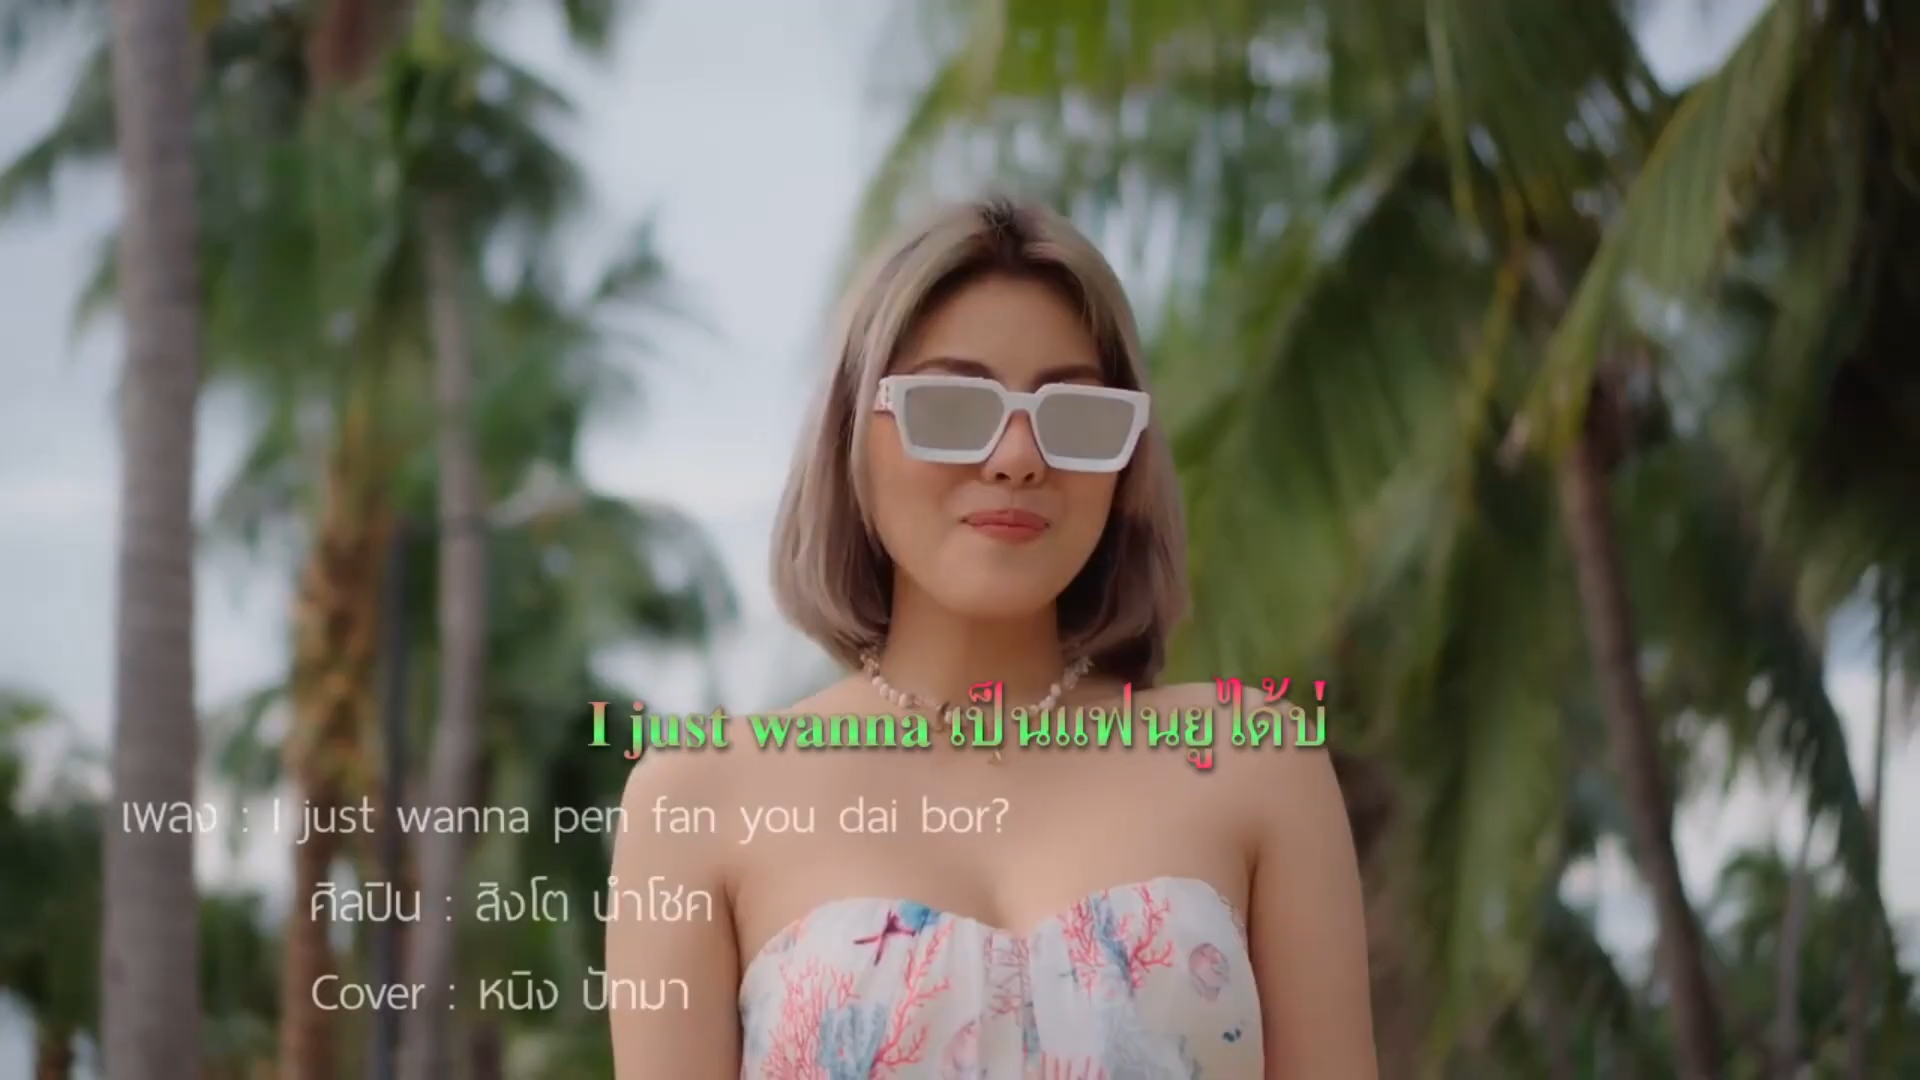 I just wanna เป็นแฟนยูได้บ่
เพลง : I just wanna pen fan you dai bor?
ศิลปิน : สิงโต นำโชค
Cover : หนิง ปัทมา